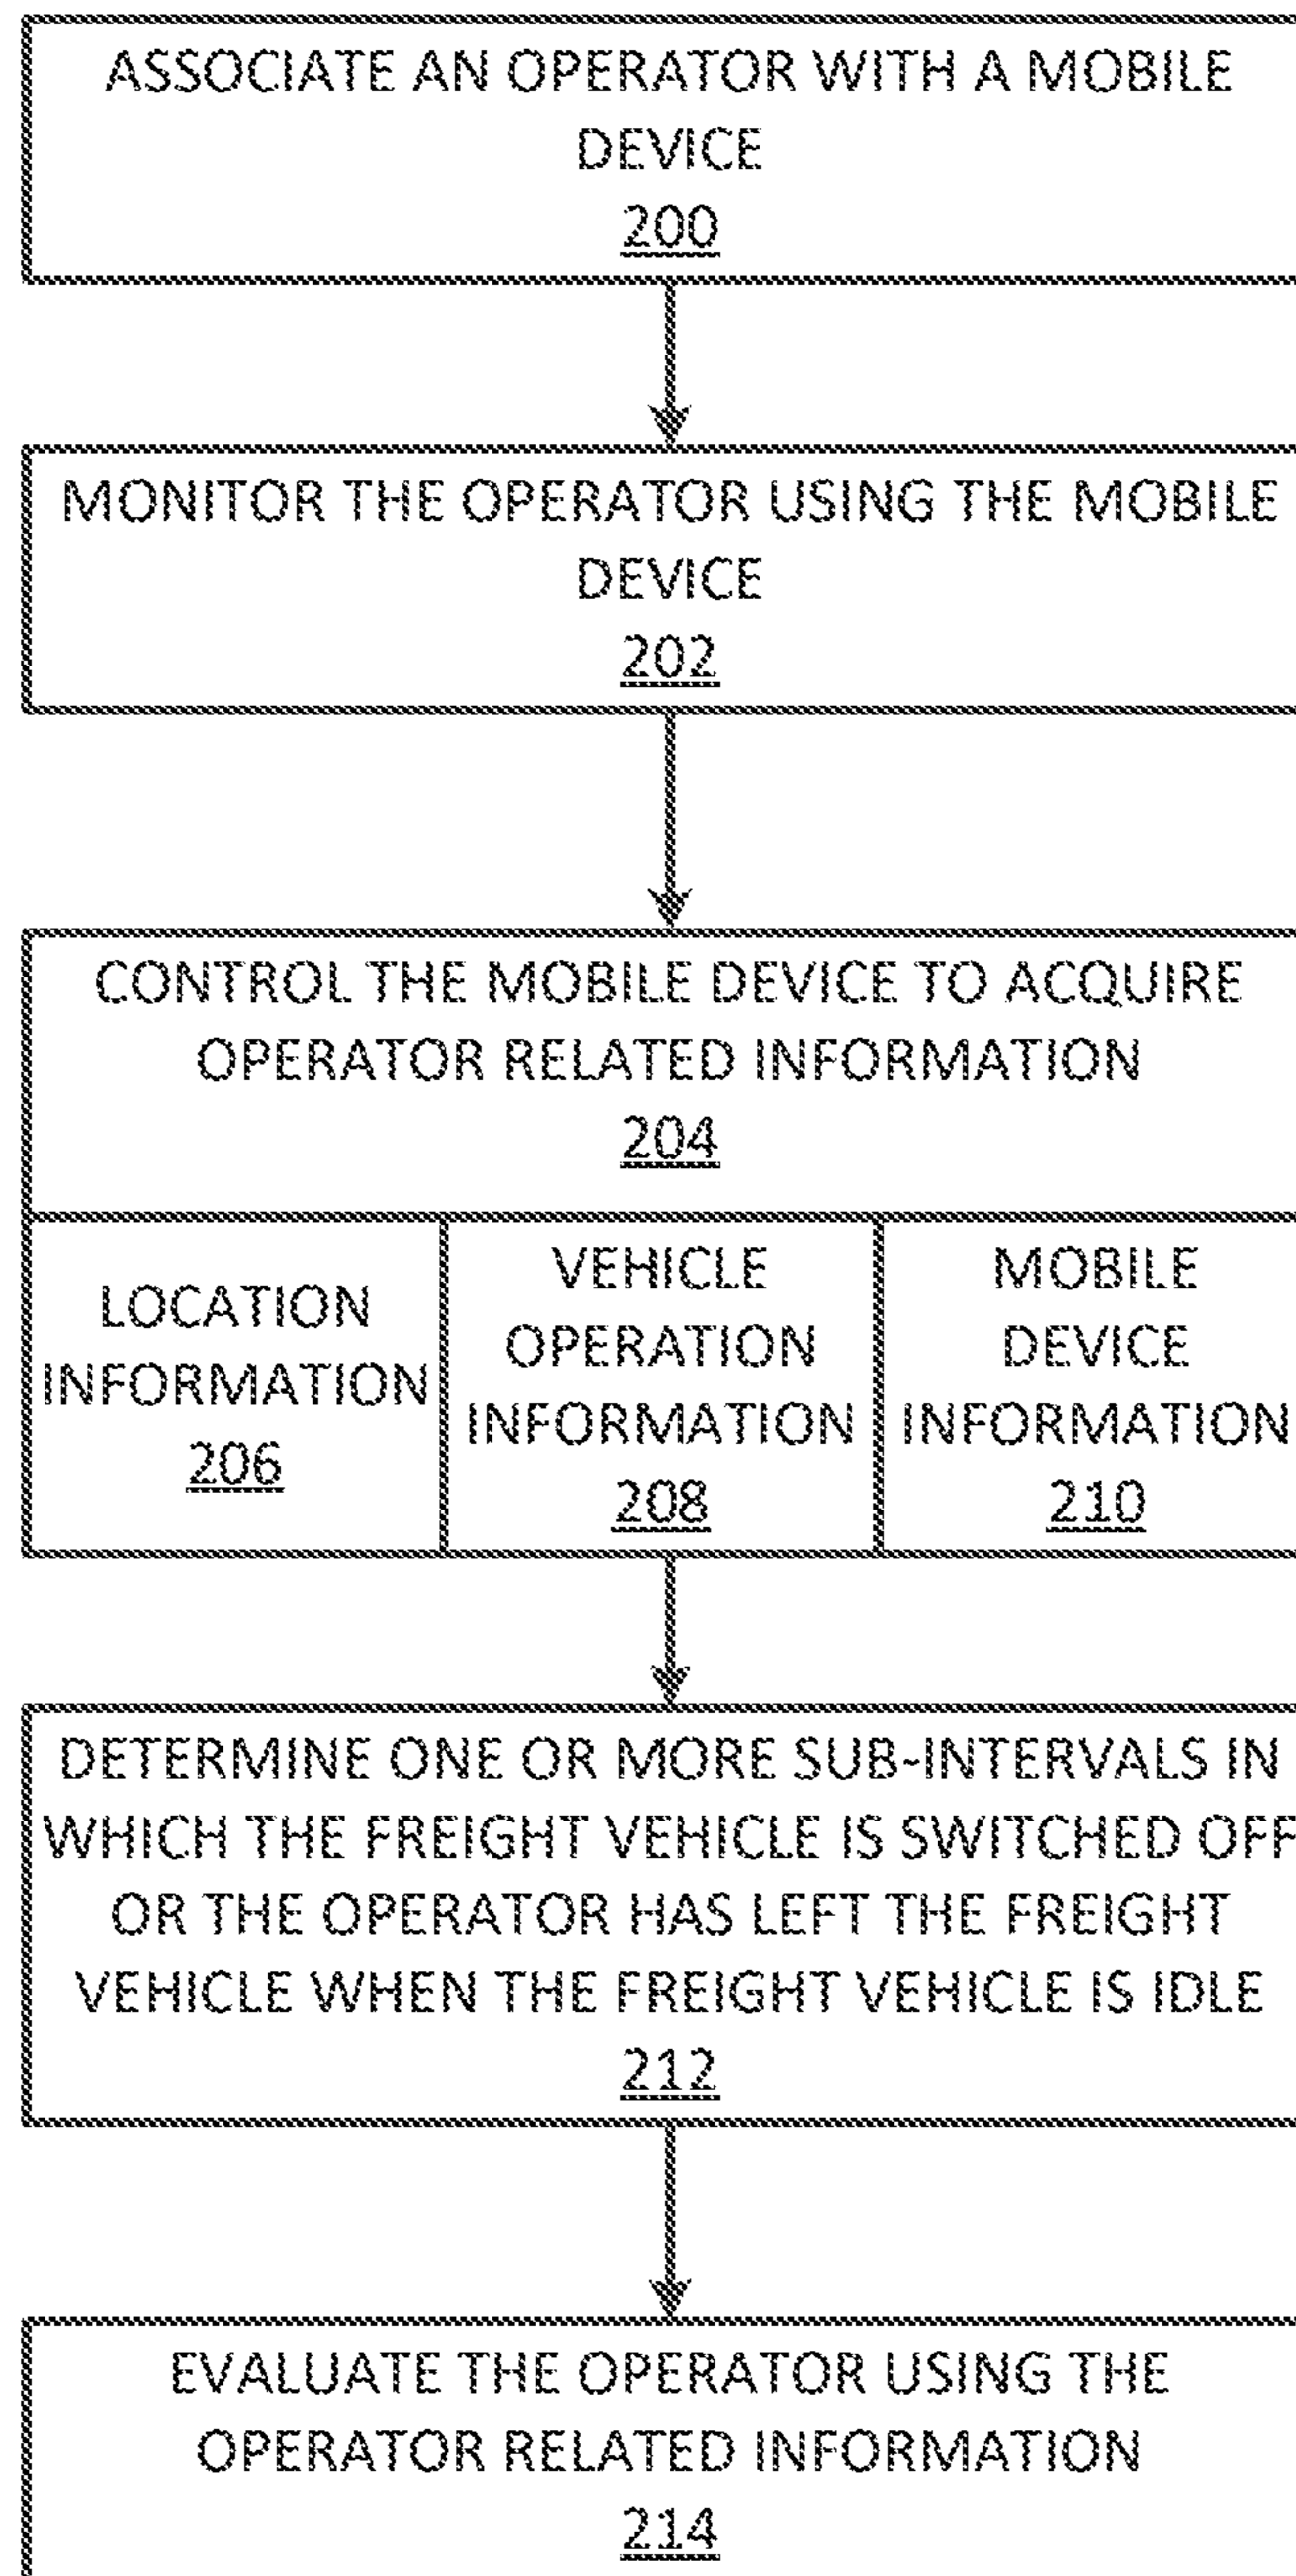 ASSOCIATE AN OPERATOR WITH A MOBILE
DEVICE
200
MONITOR THE OPERATOR USING THE MOBILE
DEVICE
202
CONTROL THE MOBILE DEVICE TO ACQUIRE
OPERATOR RELATED INFORMATION
204
LOCATION
INFORMATION
206
VEHICLE
OPERATION
INFORMATION
208
MOBILE
DEVICE
INFORMATION
210
DETERMINE ONE OR MORE SUB-INTERVALS IN
WHICH THE FREIGHT VEHICLE IS SWITCHED OFF
OR THE OPERATOR HAS LEFT THE FREIGHT
VEHICLE WHEN THE FREIGHT VEHICLE IS IDLE
212
EVALUATE THE OPERATOR USING THE
OPERATOR RELATED INFORMATION
214